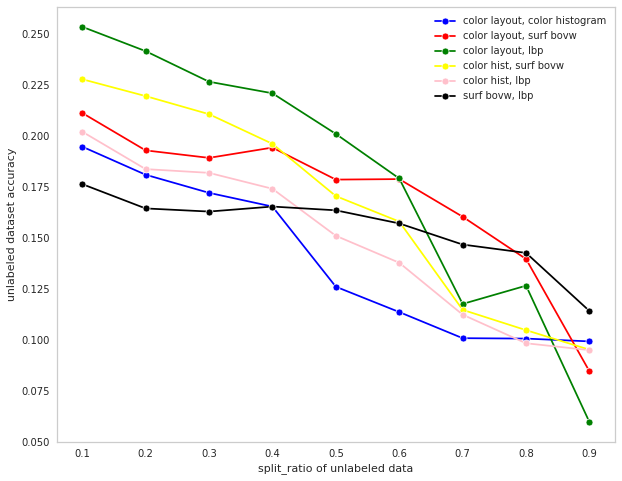 color layout, color histogram
color layout, surf bovw
color layout, lbp
color hist, surf bovw
color hist, lbp
surf bovw, lbp
unlabeled dataset accuracy
0.250
0.225
0.200
0.175
0.150
0.125
0.100
0.075
0.050
0.1 0.2 0.3 0.4 0.5 0.6 0.7 0.8 0.9
split_ratio of unlabeled data